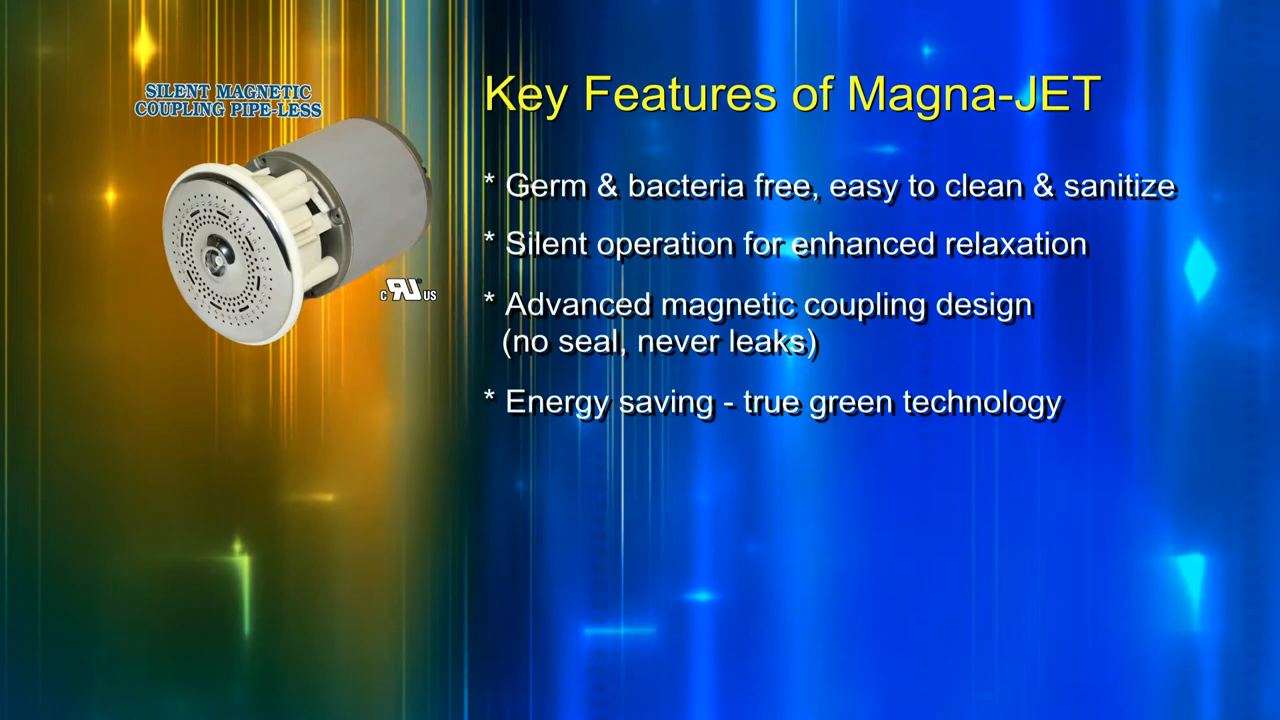 SILENT MAGNETIC
COUPLING PIPE-LESS
Key Features of Magna-JET
* Germ & bacteria free, easy to clean & sanitize
* Silent operation for enhanced relaxation
* Advanced magnetic coupling design
(no seal, never leaks)
* Energy saving - true green technology
c RU US